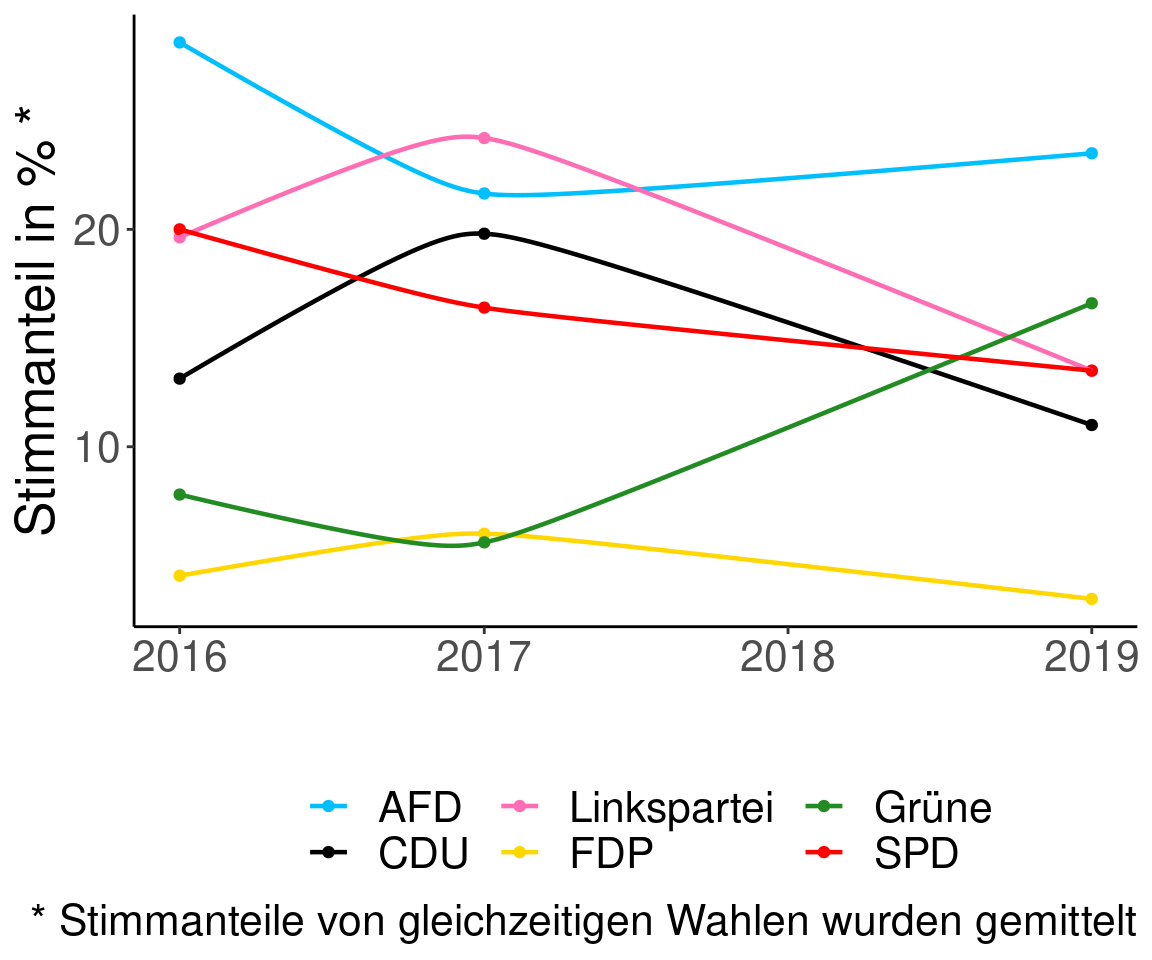 Stimmanteil in % *
20
10
2016 2017 2018 2019
AFD Linkspartei Grüne
CDU FDP SPD
* Stimmanteile von gleichzeitigen Wahlen wurden gemittelt